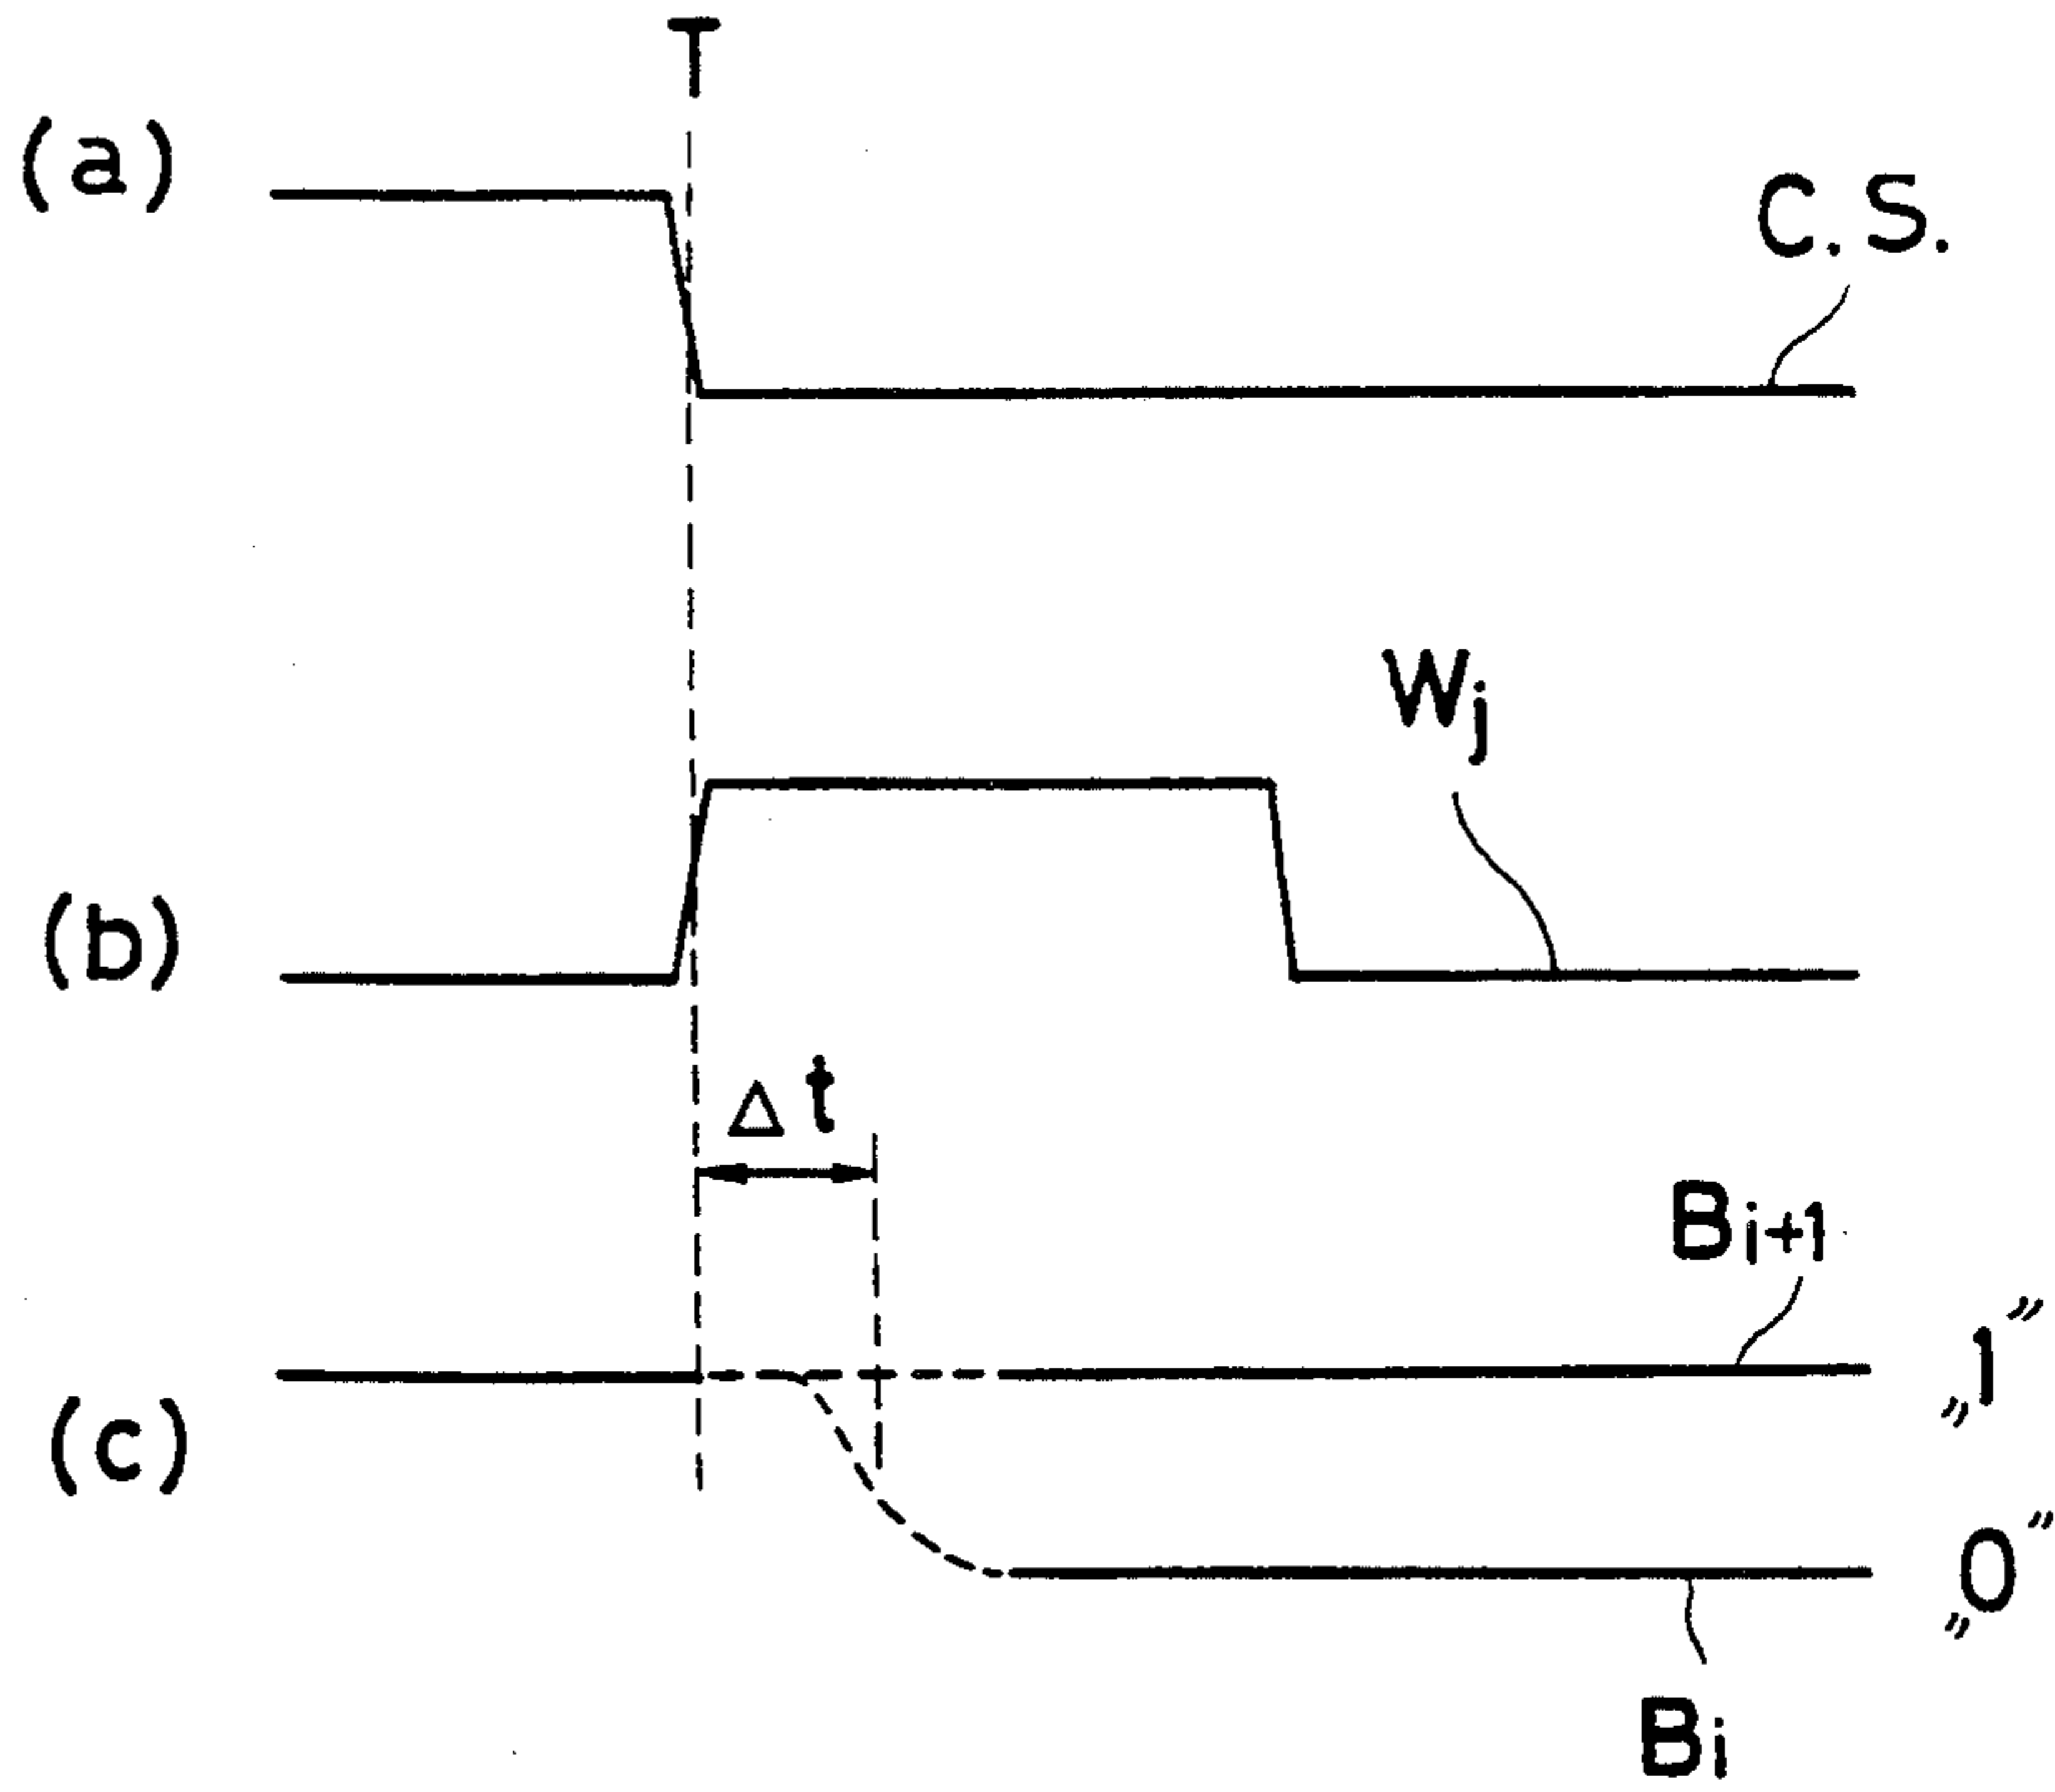 T
(a)
C.S.
Wj
(b)
Δt
Bi+1
„1”
(c)
„0”
Bi